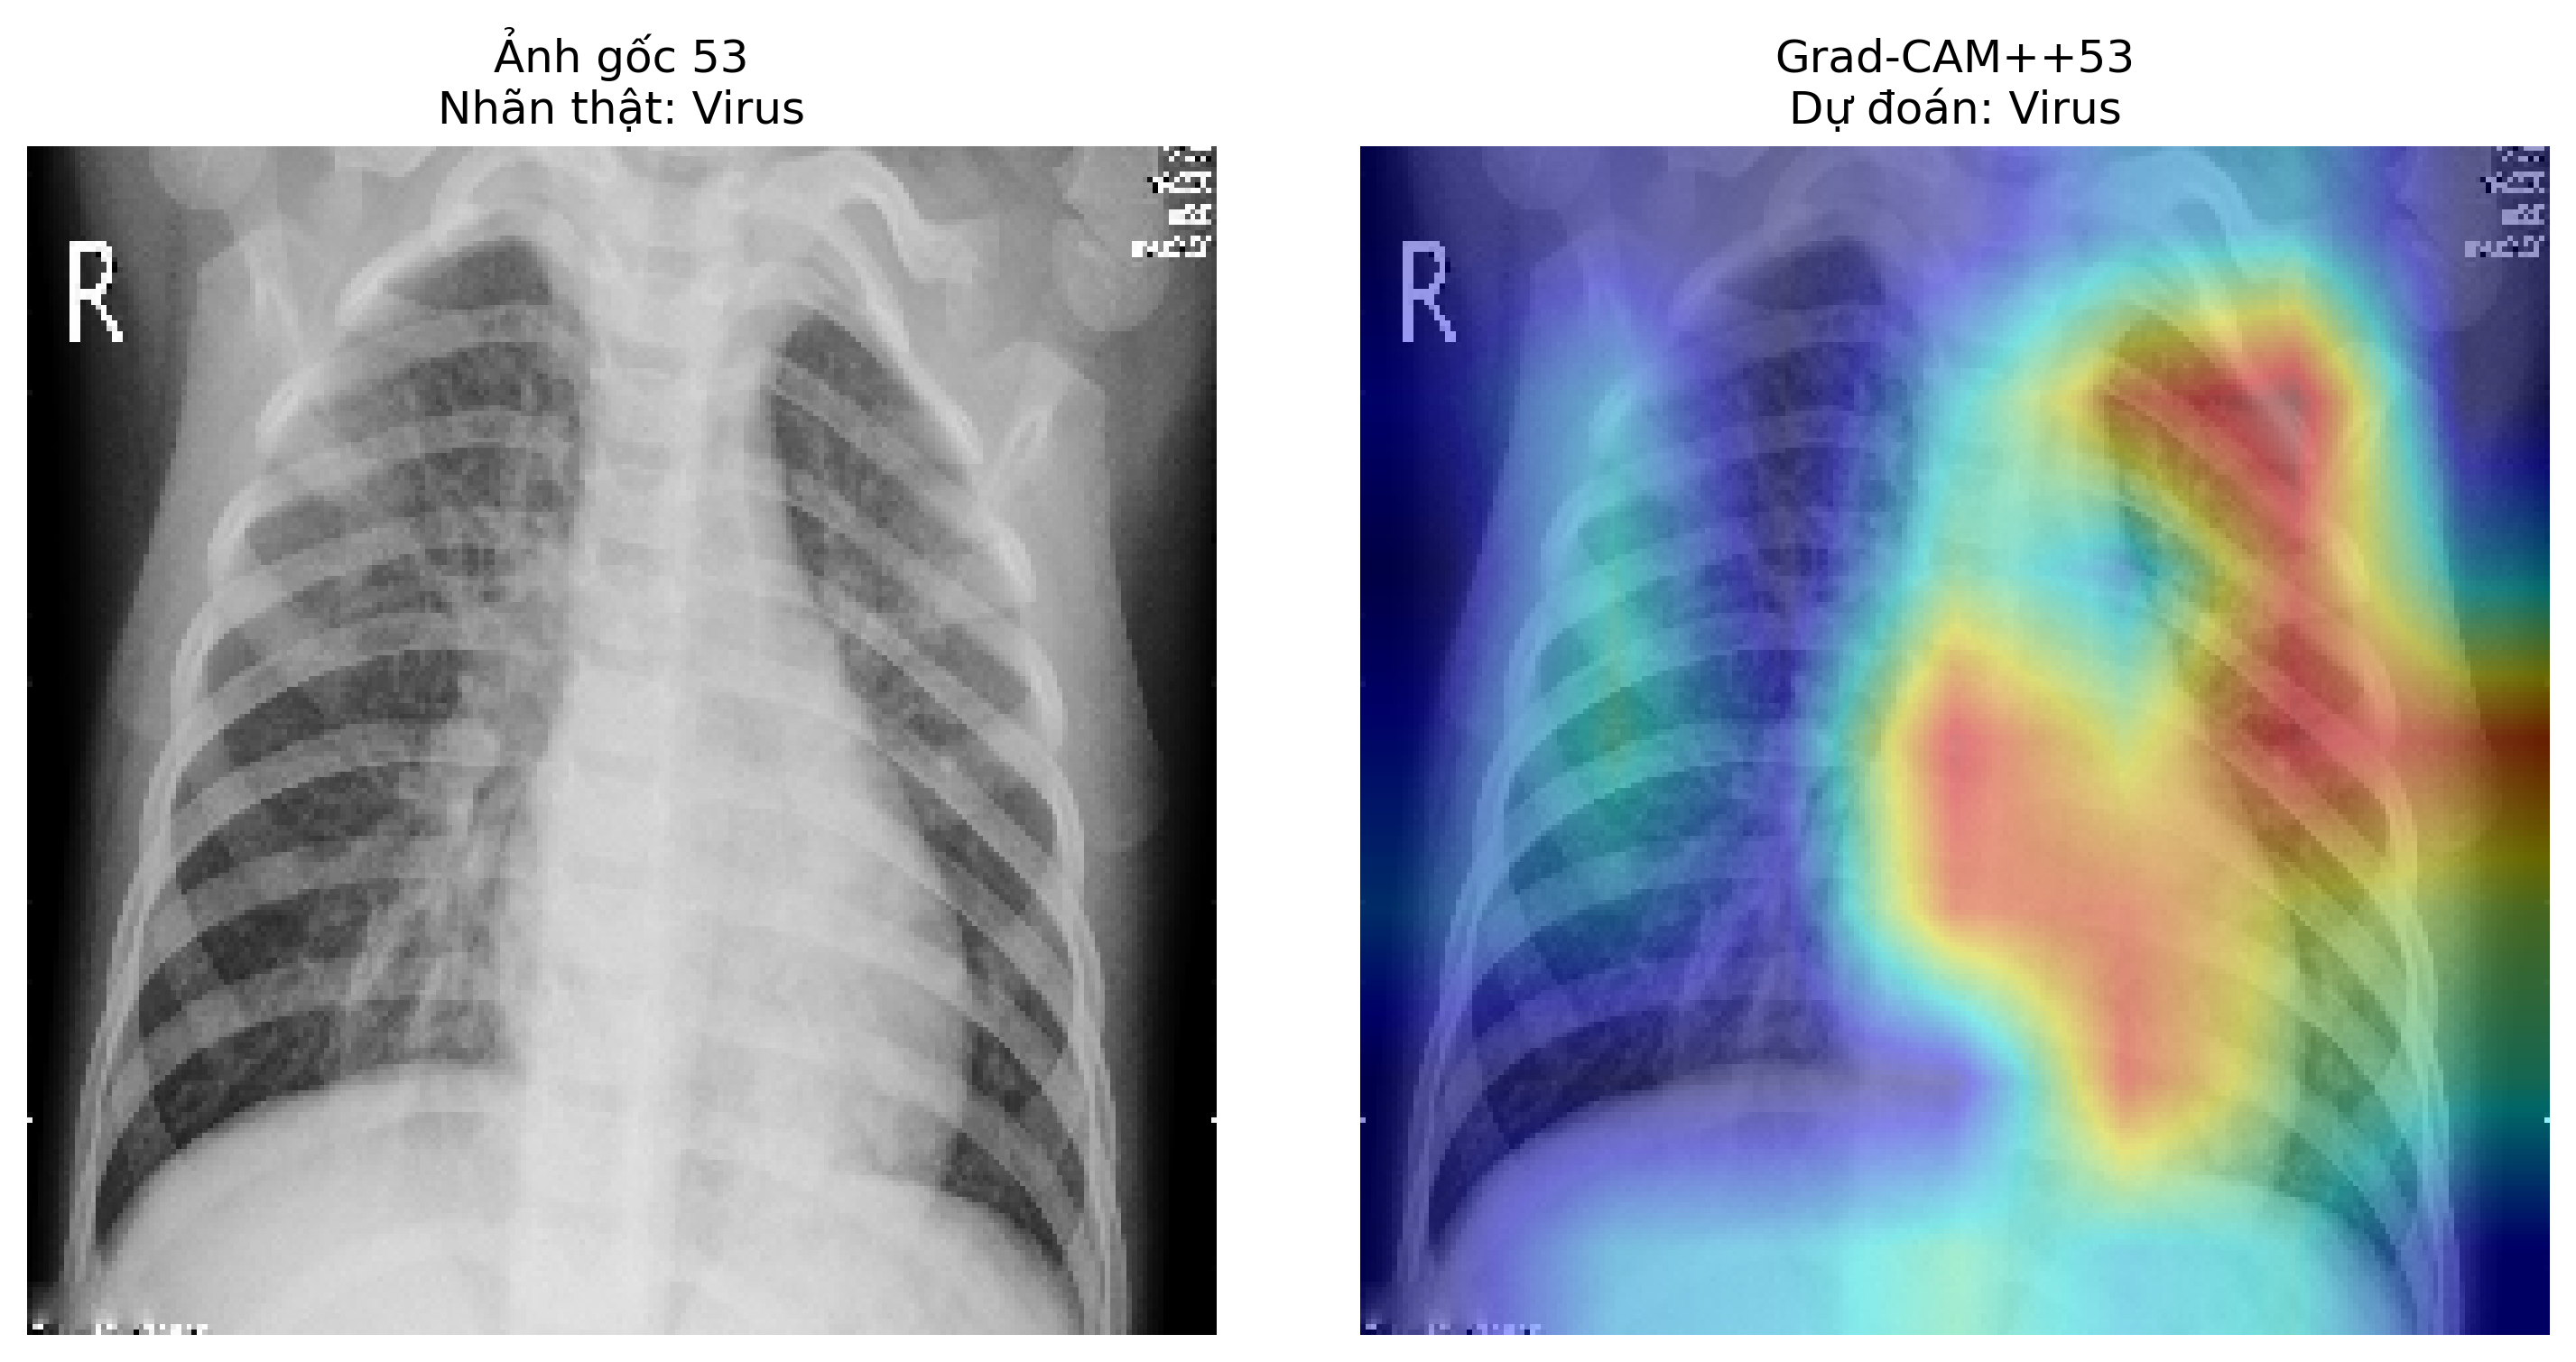 Ảnh gốc 53
Nhãn thật: Virus
Grad-CAM++53
Dự đoán: Virus
R
R